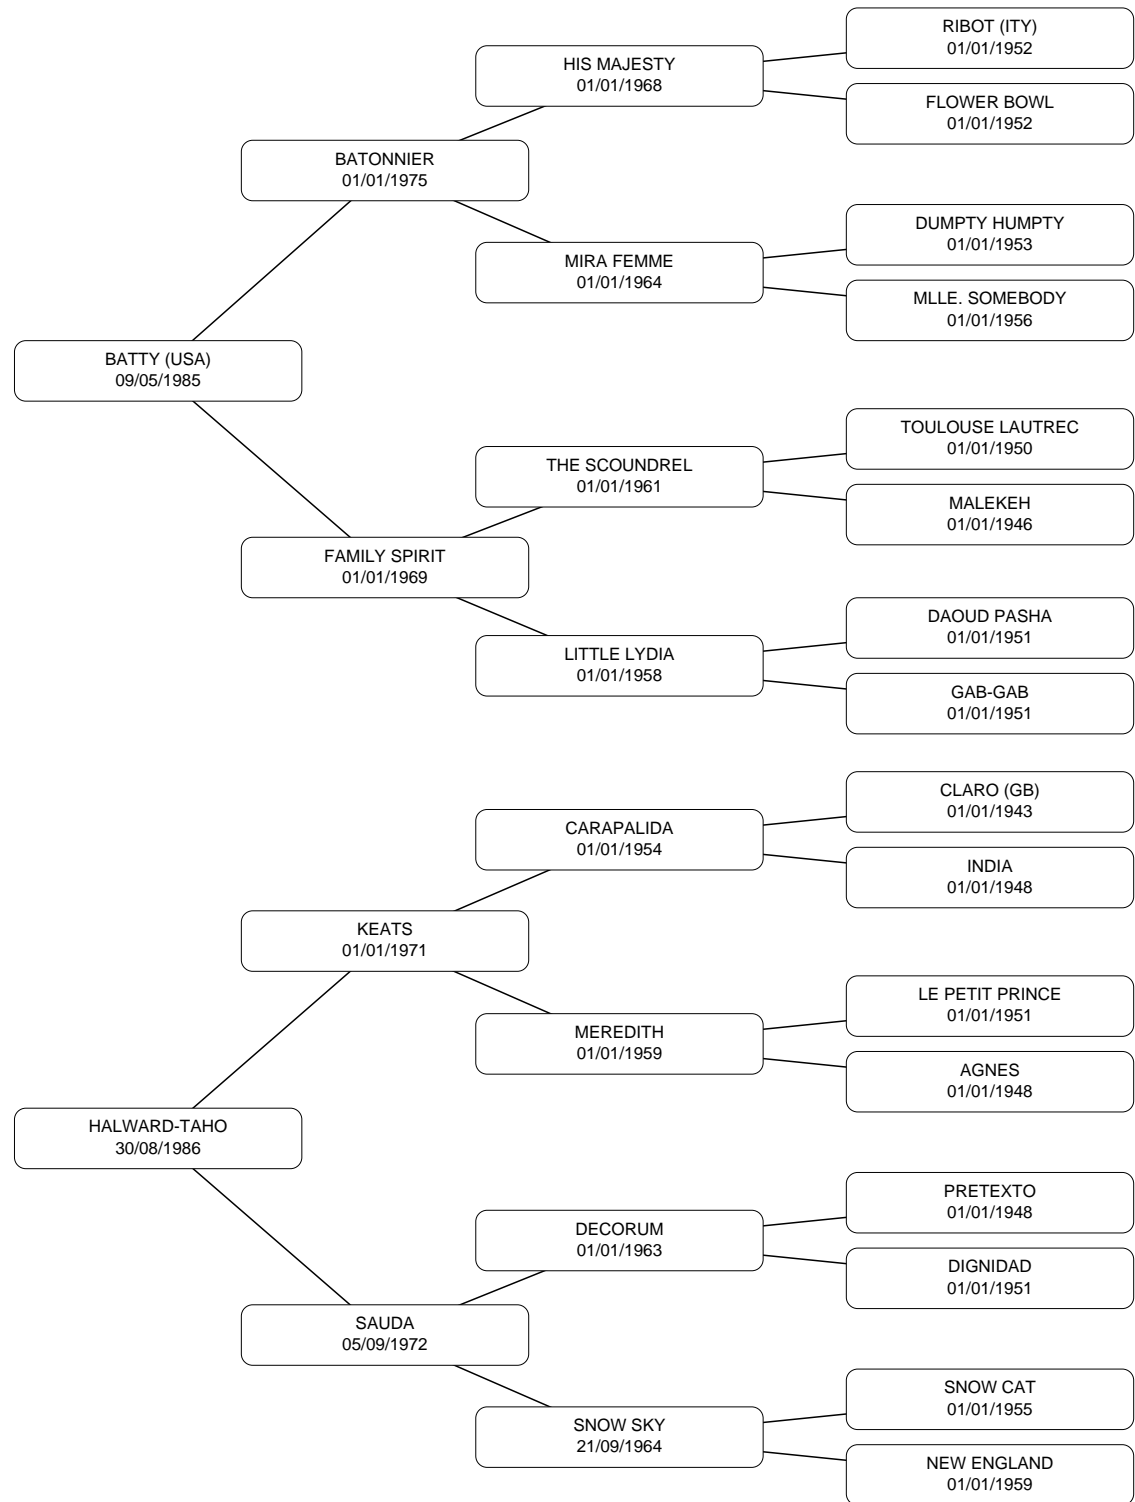 RIBOT (ITY)
01/01/1952
HIS MAJESTY
01/01/1968
FLOWER BOWL
01/01/1952
BATONNIER
01/01/1975
DUMPTY HUMPTY
01/01/1953
MIRA FEMME
01/01/1964
MLLE. SOMEBODY
01/01/1956
BATTY (USA)
09/05/1985
TOULOUSE LAUTREC
01/01/1950
THE SCOUNDREL
01/01/1961
MALEKEH
01/01/1946
FAMILY SPIRIT
01/01/1969
DAOUD PASHA
01/01/1951
LITTLE LYDIA
01/01/1958
GAB-GAB
01/01/1951
CLARO (GB)
01/01/1943
CARAPALIDA
01/01/1954
INDIA
01/01/1948
KEATS
01/01/1971
LE PETIT PRINCE
01/01/1951
MEREDITH
01/01/1959
AGNES
01/01/1948
HALWARD-TAHO
30/08/1986
PRETEXTO
01/01/1948
DECORUM
01/01/1963
DIGNIDAD
01/01/1951
SAUDA
05/09/1972
SNOW CAT
01/01/1955
SNOW SKY
21/09/1964
NEW ENGLAND
01/01/1959